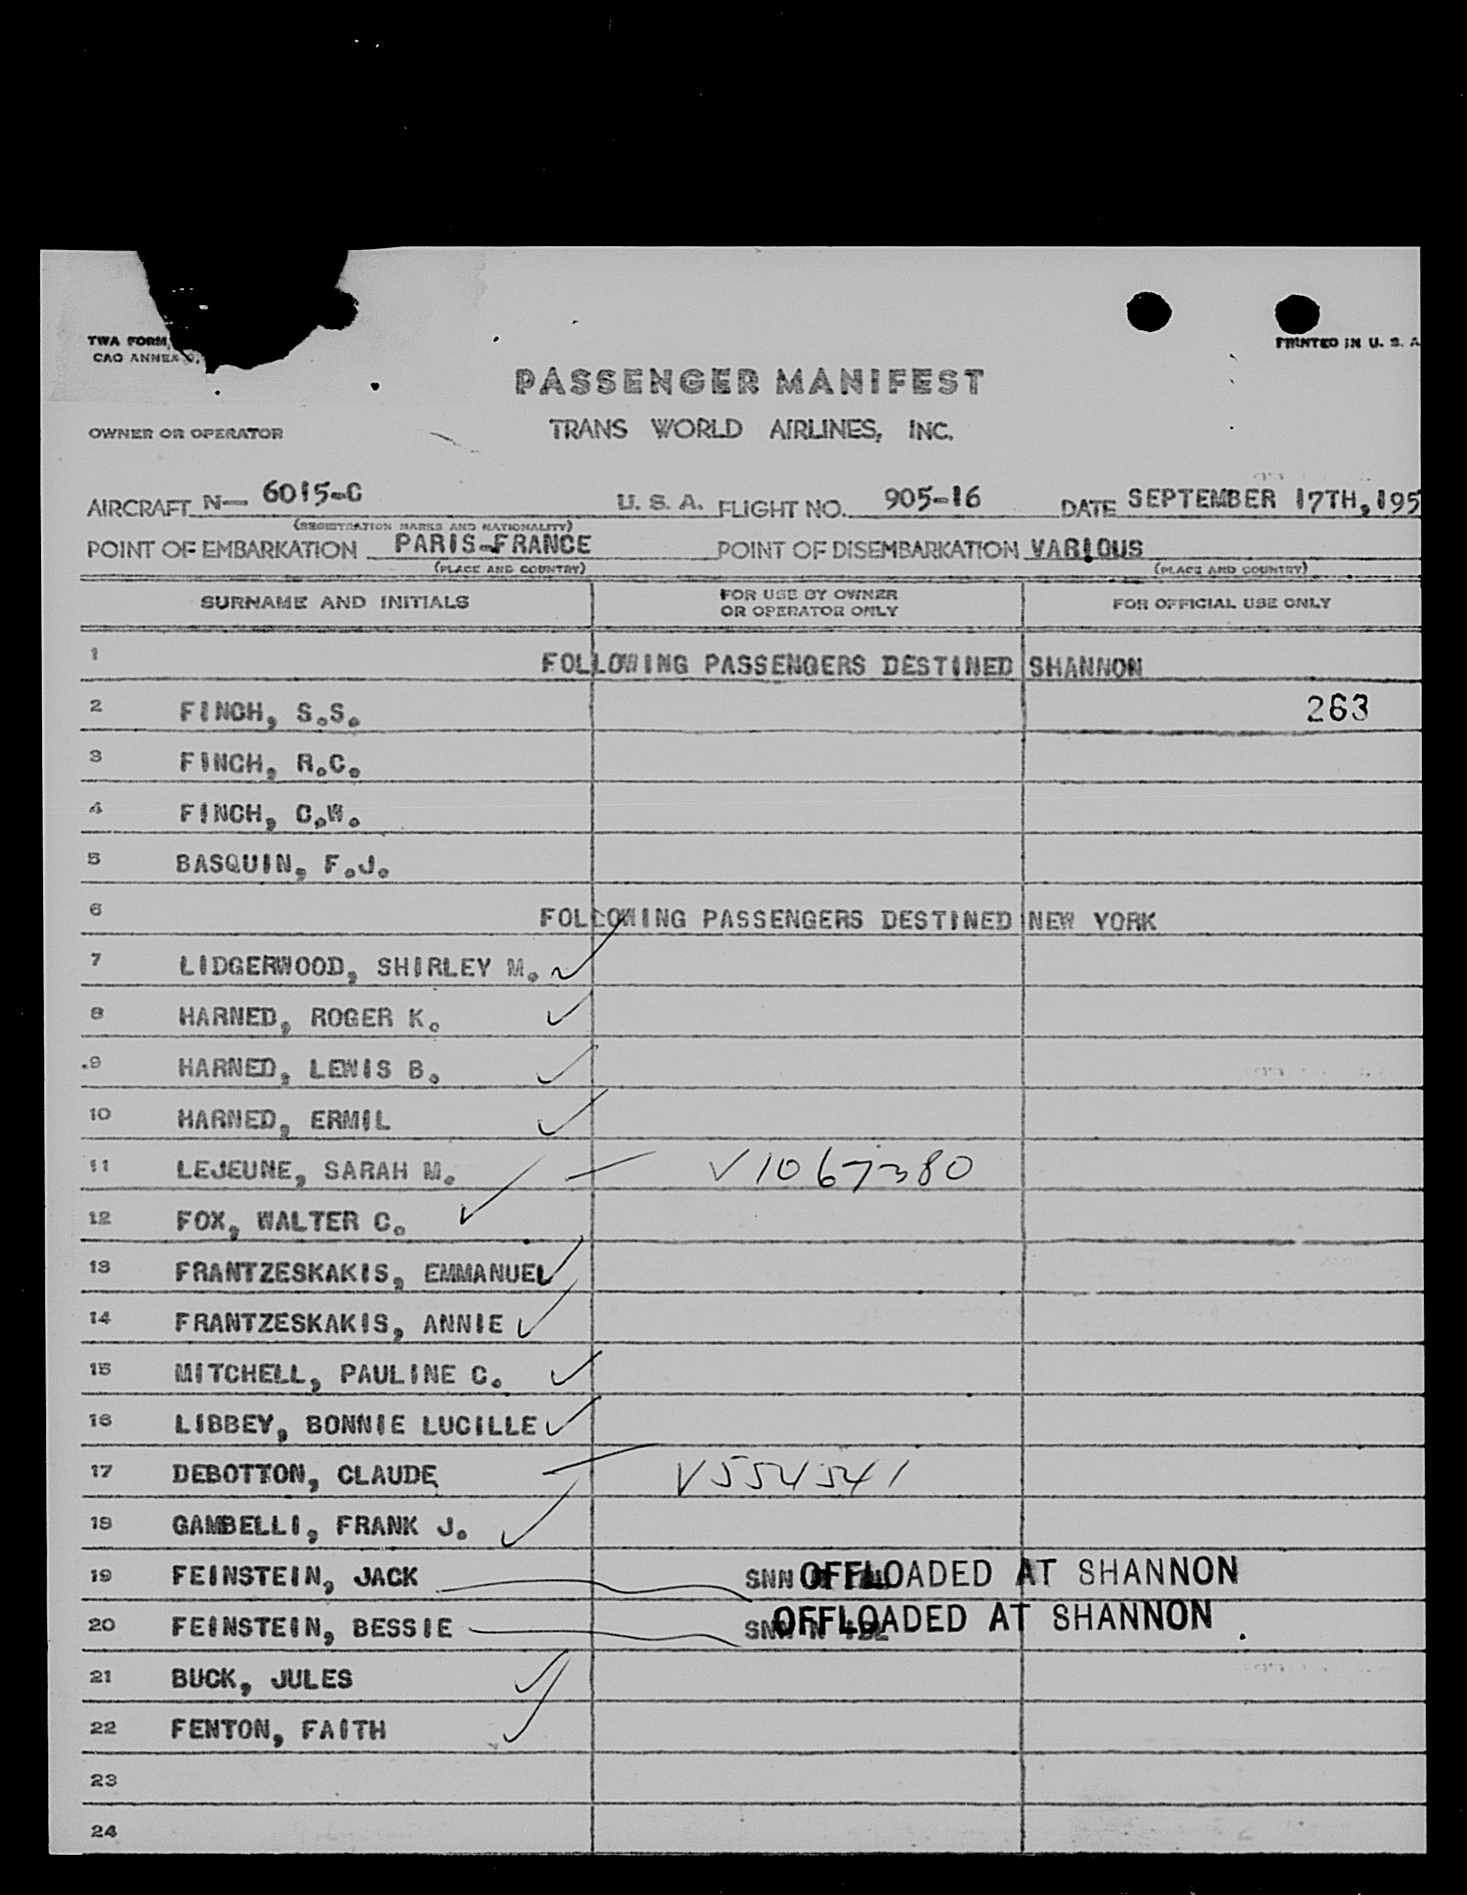 TWA FORM
PRINTED IN U. S. A
CAO ANNEX 9,
PASSENGER MANIFEST
OWNER OR OPERATOR TRANS WORLD AIRLINES, INC.
AIRCRAFT N— 6015-C U. S. A. FLIGHT NO. 905-16 DATE SEPTEMBER 17TH, 195
(REGISTRATION MARKS AND NATIONALITY)
POINT OF EMBARKATION PARIS-FRANCE POINT OF DISEMBARKATION VARIOUS
(PLACE AND COUNTRY) (PLACE AND COUNTRY)
SURNAME AND INITIALS FOR USE BY OWNER OR OPERATOR ONLY FOR OFFICIAL USE ONLY
1 FOLLOWING PASSENGERS DESTINED SHANNON
2 FINCH, S.S. 263
3 FINCH, R.C.
4 FINCH, C.W.
5 BASQUIN, F.J.
6 FOLLOWING PASSENGERS DESTINED NEW YORK
7 LIDGERWOOD, SHIRLEY M.
8 HARNED, ROGER K.
9 HARNED, LEWIS B.
10 HARNED, ERMIL
11 LEJEUNE, SARAH M. V1067380
12 FOX, WALTER C.
13 FRANTZESKAKIS, EMMANUEL
14 FRANTZESKAKIS, ANNIE
15 MITCHELL, PAULINE C.
16 LIBBEY, BONNIE LUCILLE
17 DEBOTTON, CLAUDE V554541
18 GAMBELLI, FRANK J.
19 FEINSTEIN, JACK SNN OFFLOADED AT SHANNON
20 FEINSTEIN, BESSIE OFFLOADED AT SHANNON
21 BUCK, JULES
22 FENTON, FAITH
23
24